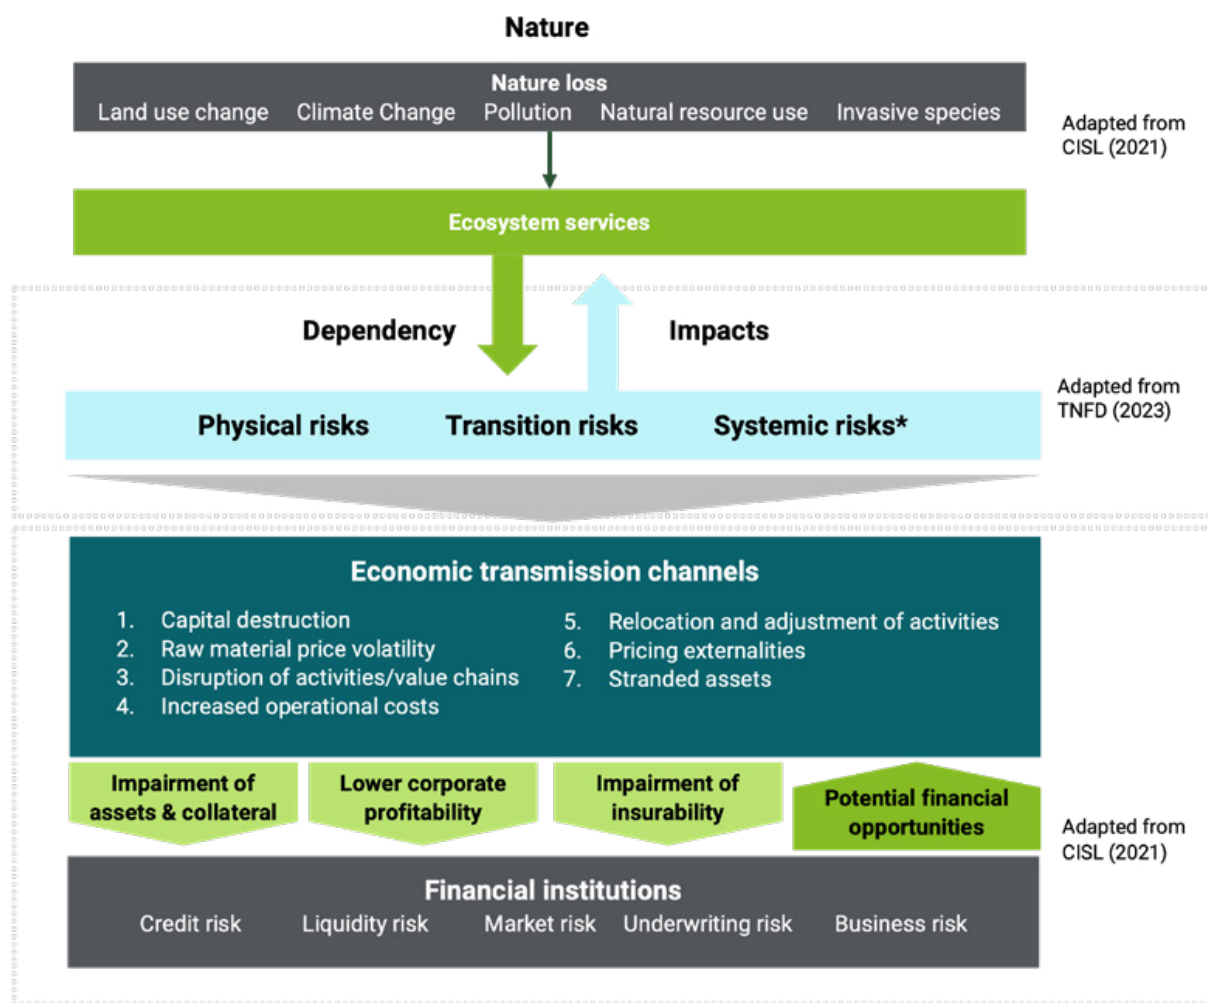 Nature
Nature loss
Land use change Climate Change Pollution Natural resource use Invasive species
Adapted from
CISL (2021)
Ecosystem services
Dependency Impacts
Adapted from
TNFD (2023)
Physical risks Transition risks Systemic risks*
Economic transmission channels
1. Capital destruction
2. Raw material price volatility
3. Disruption of activities/value chains
4. Increased operational costs
5. Relocation and adjustment of activities
6. Pricing externalities
7. Stranded assets
Impairment of
assets & collateral
Lower corporate
profitability
Impairment of
insurability
Potential financial
opportunities
Adapted from
CISL (2021)
Financial institutions
Credit risk Liquidity risk Market risk Underwriting risk Business risk